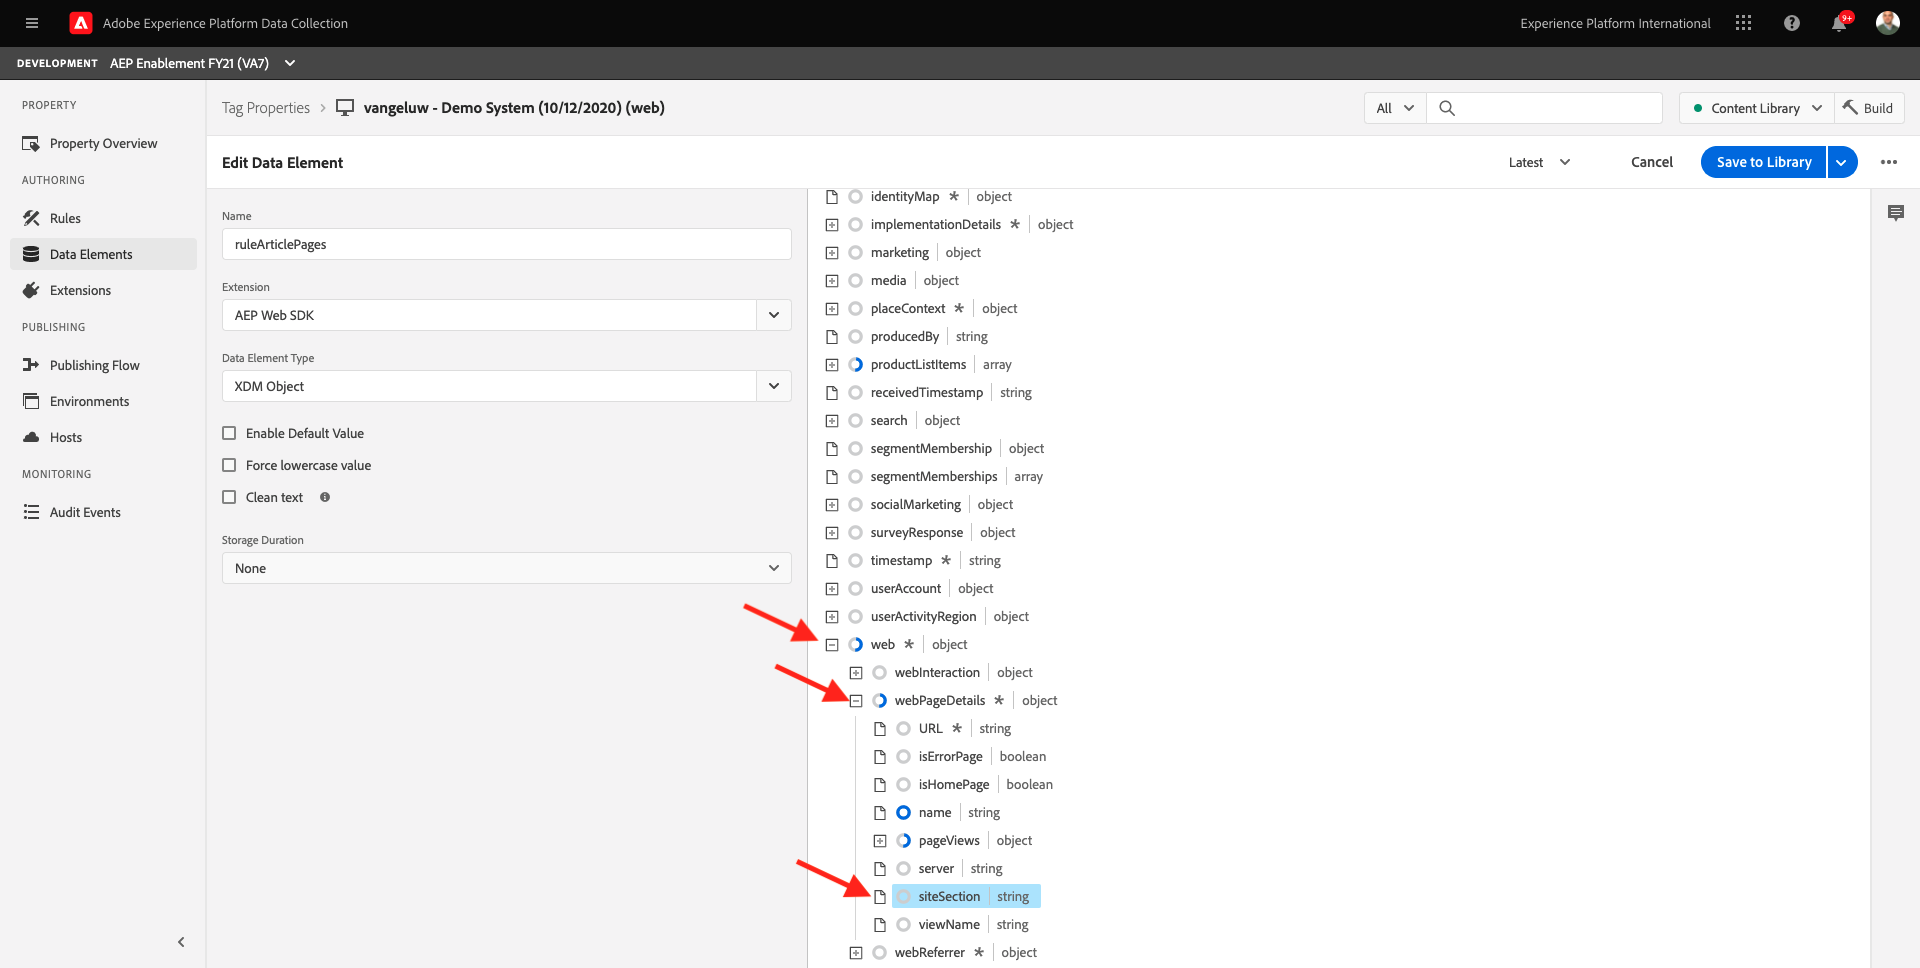 Adobe Experience Platform Data Collection
Experience Platform International
9+
DEVELOPMENT AEP Enablement FY21 (VA7)
PROPERTY
Property Overview
AUTHORING
Rules
Data Elements
Extensions
PUBLISHING
Publishing Flow
Environments
Hosts
MONITORING
Audit Events
Tag Properties > vangeluw - Demo System (10/12/2020) (web)
All
Content Library
Build
Edit Data Element
Latest
Cancel
Save to Library
Name
ruleArticlePages
Extension
AEP Web SDK
Data Element Type
XDM Object
Enable Default Value
Force lowercase value
Clean text
Storage Duration
None
identityMap * object
implementationDetails * object
marketing object
media object
placeContext * object
producedBy string
productListItems array
receivedTimestamp string
search object
segmentMembership object
segmentMemberships array
socialMarketing object
surveyResponse object
timestamp * string
userAccount object
userActivityRegion object
web * object
webInteraction object
webPageDetails * object
URL * string
isErrorPage boolean
isHomePage boolean
name string
pageViews object
server string
siteSection string
viewName string
webReferrer * object